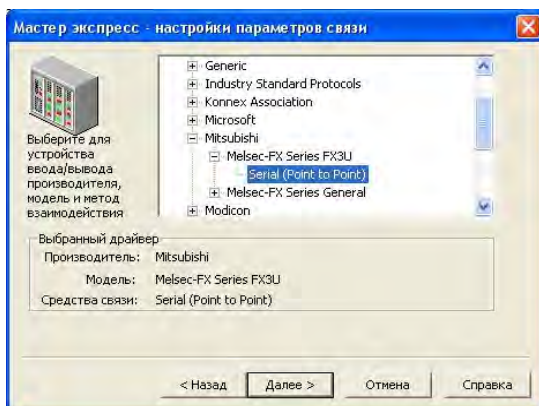 Мастер экспресс - настройки параметров связи
Выберите для
устройства
ввода/вывода
производителя,
модель и метод
взаимодействия
Generic
Industry Standard Protocols
Konnex Association
Microsoft
Mitsubishi
Melsec-FX Series FX3U
Serial (Point to Point)
Melsec-FX Series General
Modicon
Выбранный драйвер
Производитель: Mitsubishi
Модель: Melsec-FX Series FX3U
Средства связи: Serial (Point to Point)
< Назад Далее > Отмена Справка